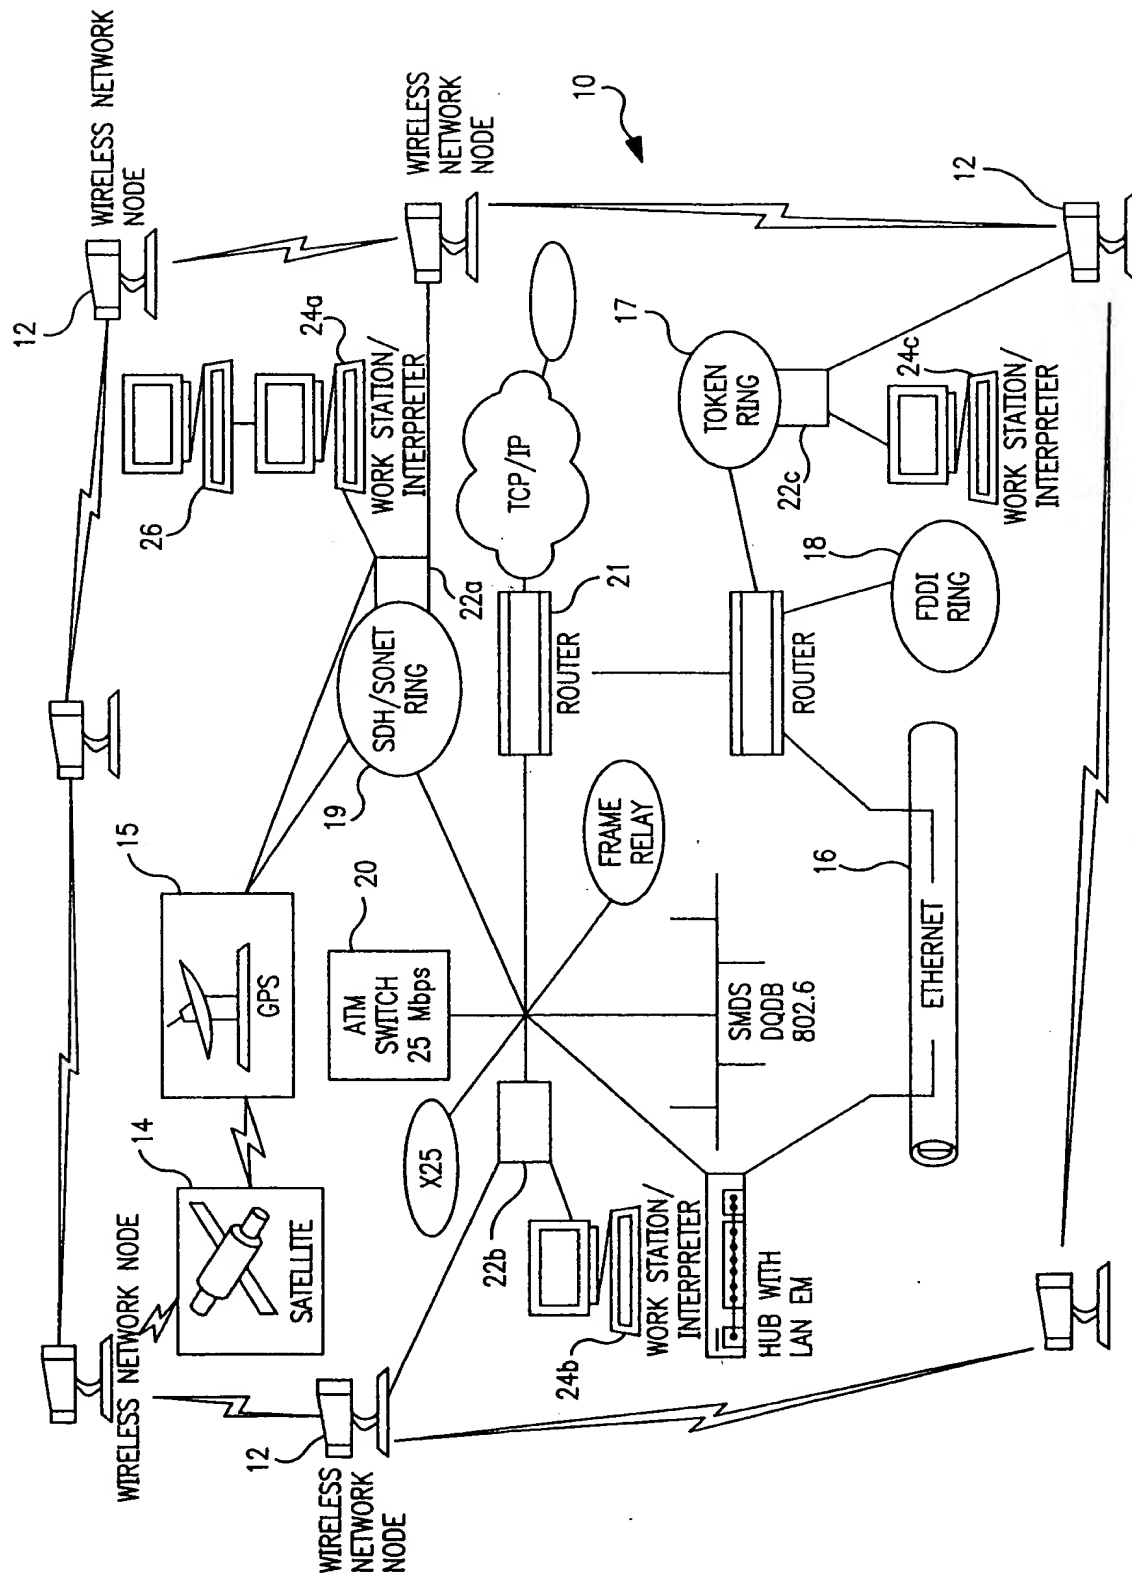 WIRELESS NETWORK NODE
SATELLITE
14
15
GPS
12
WIRELESS NETWORK
NODE
26
24a
WORK STATION/
INTERPRETER
WIRELESS
NETWORK
NODE
12
WIRELESS
NETWORK
NODE
X25
20
ATM
SWITCH
25 Mbps
19
SDH/SONET
RING
22a
TCP/IP
10
22b
24b
WORK STATION/
INTERPRETER
FRAME
RELAY
ROUTER
21
17
TOKEN
RING
22c
HUB WITH
LAN EM
SMDS
DQDB
802.6
ROUTER
18
FDDI
RING
24c
WORK STATION/
INTERPRETER
12
16
ETHERNET